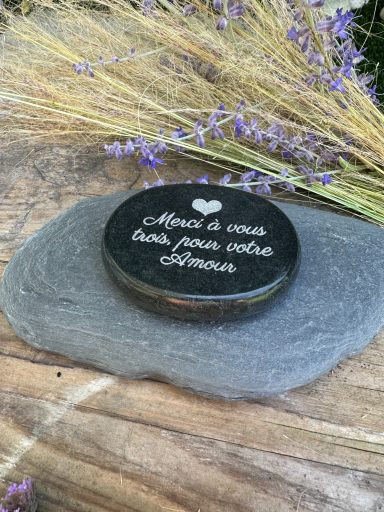 Merci à vous
trois, pour votre
Amour